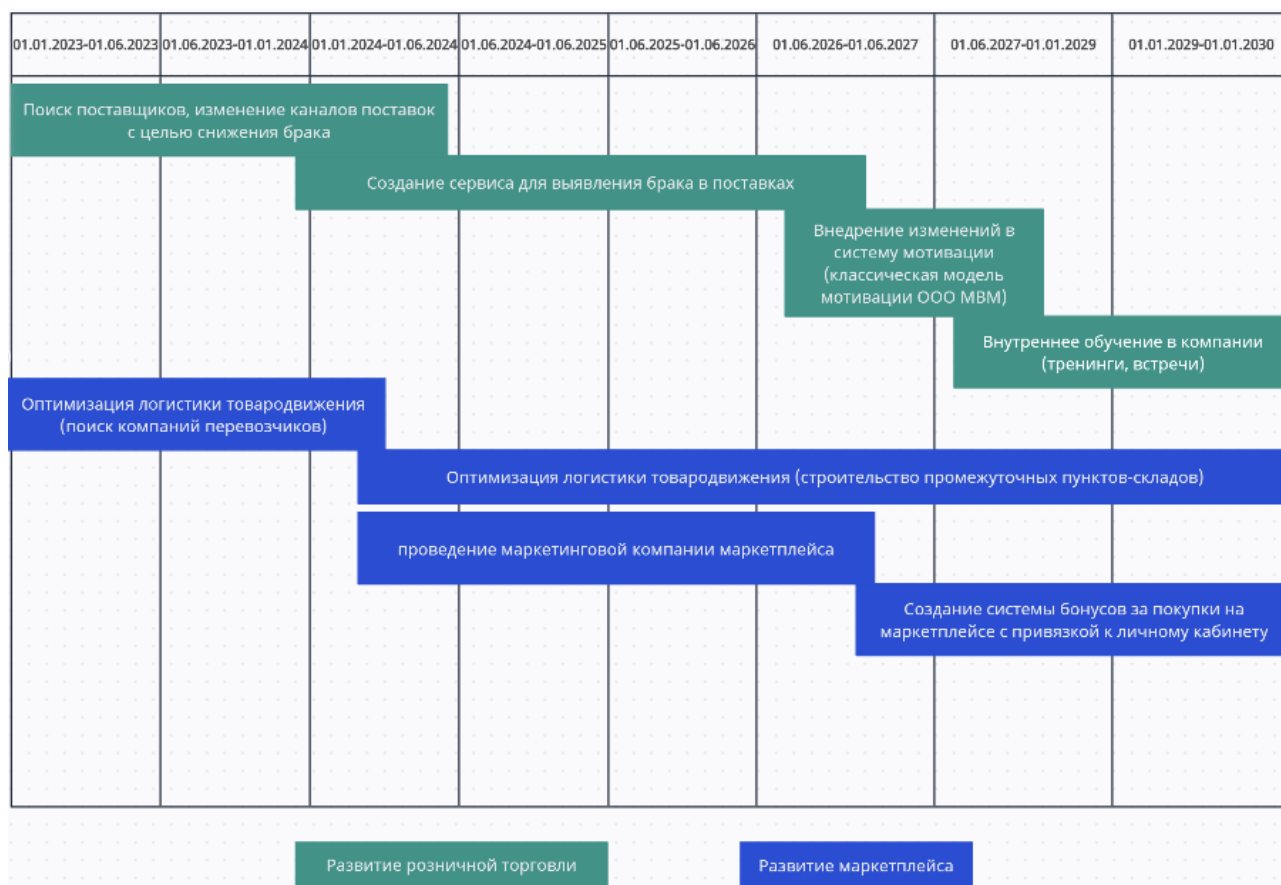 01.01.2023-01.06.2023 01.06.2023-01.01.2024 01.01.2024-01.06.2024 01.06.2024-01.06.2025 01.06.2025-01.06.2026 01.06.2026-01.06.2027 01.06.2027-01.01.2029 01.01.2029-01.01.2030
Поиск поставщиков, изменение каналов поставок
с целью снижения брака
Создание сервиса для выявления брака в поставках
Внедрение изменений в
систему мотивации
(классическая модель
мотивации ООО МВМ)
Внутреннее обучение в компании
(тренинги, встречи)
Оптимизация логистики товародвижения
(поиск компаний перевозчиков)
Оптимизация логистики товародвижения (строительство промежуточных пунктов-складов)
проведение маркетинговой компании маркетплейса
Создание системы бонусов за покупки на
маркетплейсе с привязкой к личному кабинету
Развитие розничной торговли
Развитие маркетплейса